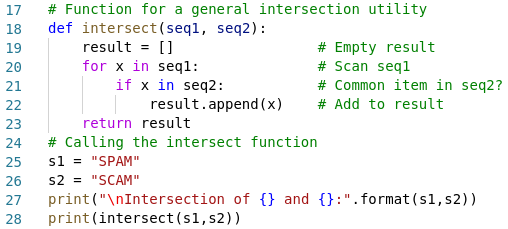 17 # Function for a general intersection utility
18 def intersect(seq1, seq2):
19     result = []                 # Empty result
20     for x in seq1:              # Scan seq1
21         if x in seq2:           # Common item in seq2?
22             result.append(x)    # Add to result
23     return result
24 # Calling the intersect function
25 s1 = "SPAM"
26 s2 = "SCAM"
27 print("\nIntersection of {} and {}:".format(s1,s2))
28 print(intersect(s1,s2))